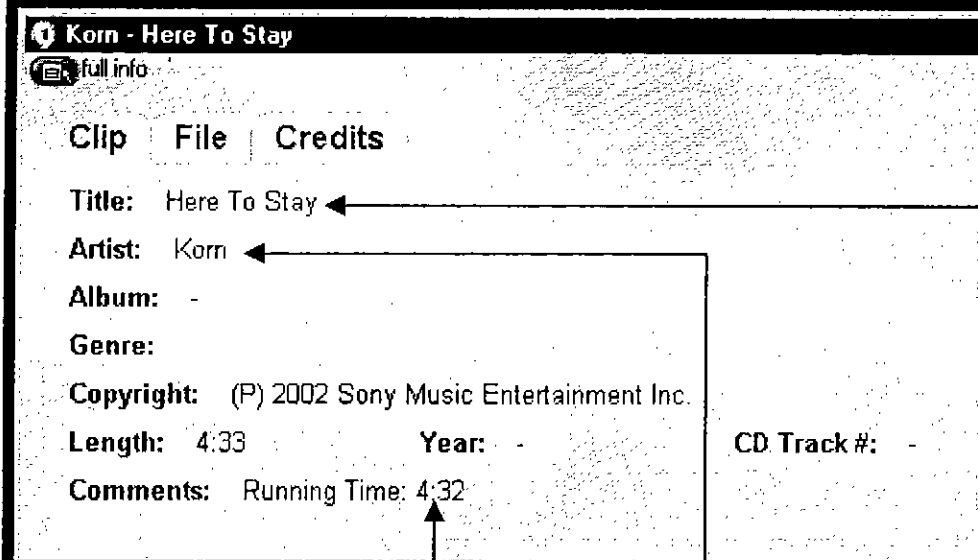 Korn - Here To Stay
full info
Clip File Credits
Title: Here To Stay
Artist: Korn
Album: -
Genre:
Copyright: (P) 2002 Sony Music Entertainment Inc.
Length: 4:33 Year: - CD Track #: -
Comments: Running Time: 4:32